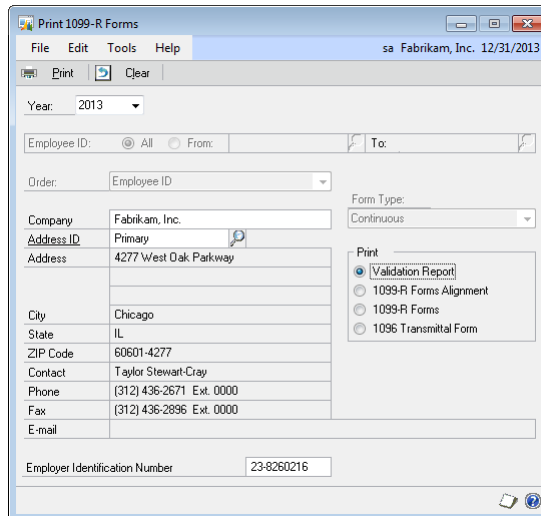 Print 1099-R Forms
File Edit Tools Help sa Fabrikam, Inc. 12/31/2013
Print Clear
Year: 2013
Employee ID: All From: To:
Order: Employee ID
Form Type:
Continuous
Company Fabrikam, Inc.
Address ID Primary
Address 4277 West Oak Parkway
City Chicago
State IL
ZIP Code 60601-4277
Contact Taylor Stewart-Cray
Phone (312) 436-2671 Ext. 0000
Fax (312) 436-2896 Ext. 0000
E-mail
Print
Validation Report
1099-R Forms Alignment
1099-R Forms
1096 Transmittal Form
Employer Identification Number 23-8260216